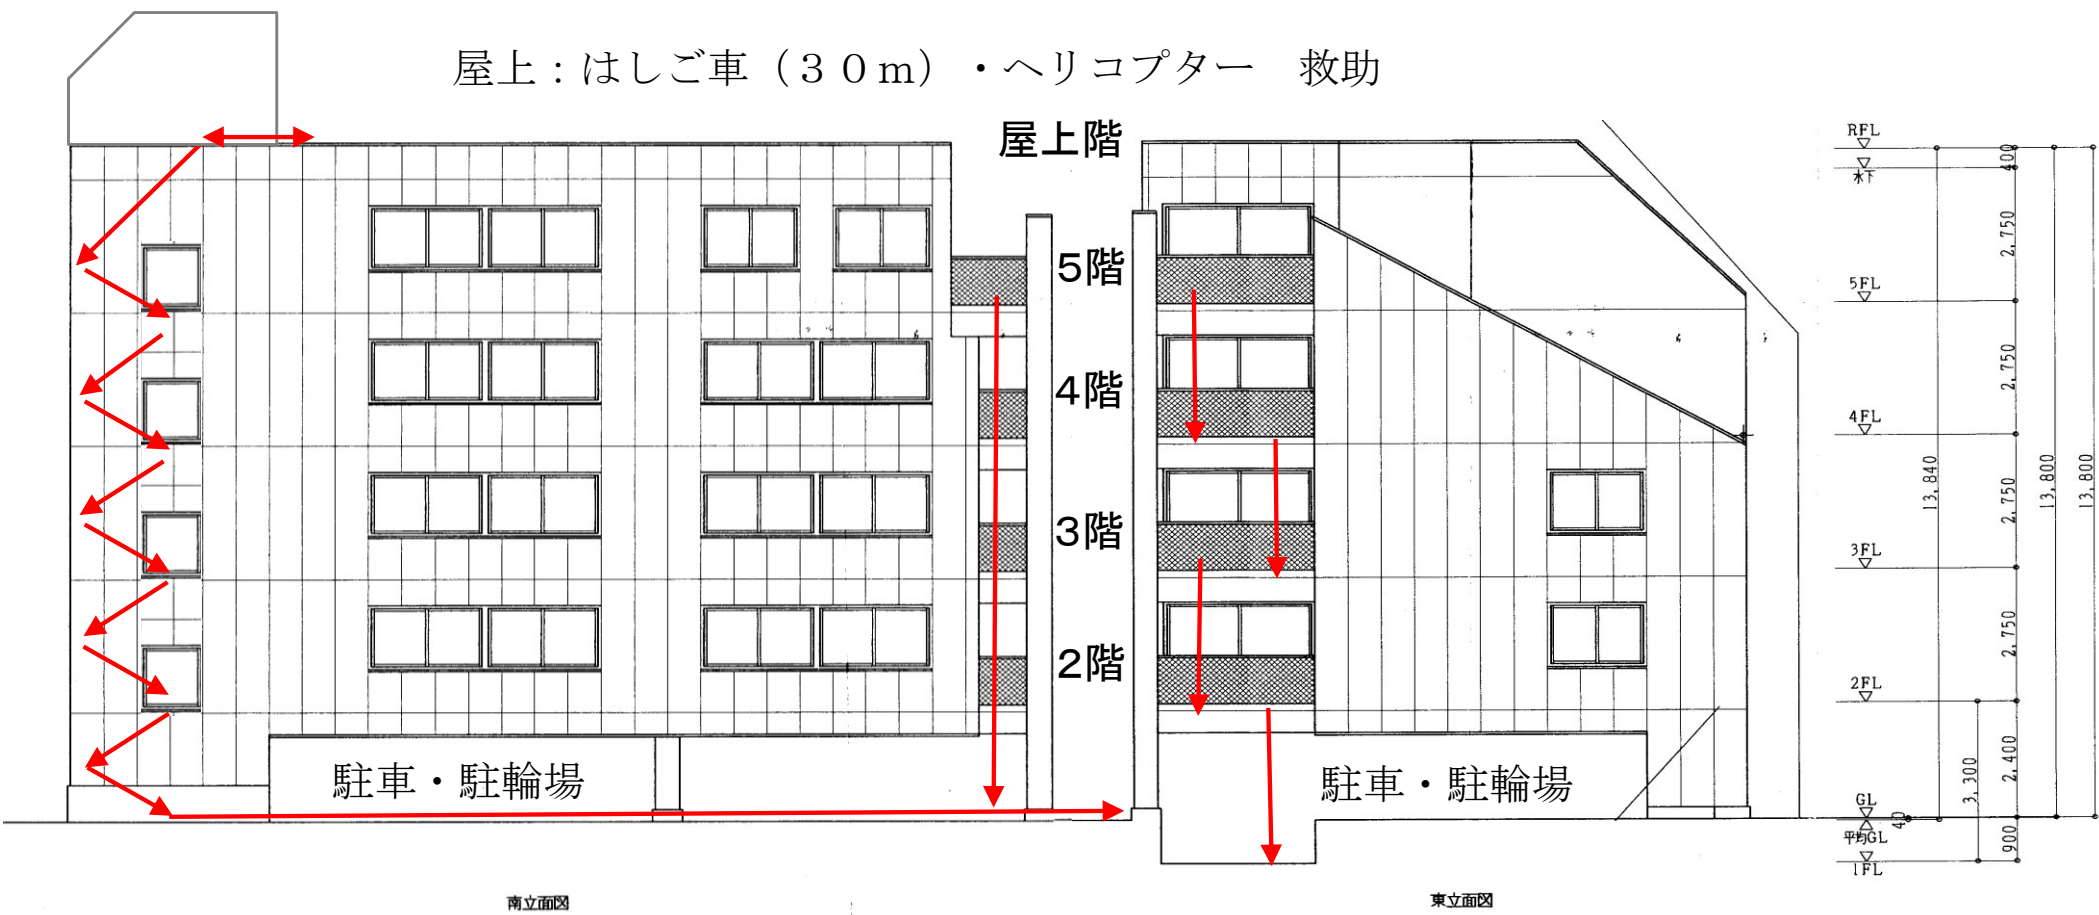 屋上：はしご車（３０ｍ）・ヘリコプター　救助
屋上階
5階
4階
3階
2階
駐車・駐輪場
駐車・駐輪場
南立面図
東立面図
RFL
水下
5FL
4FL
3FL
2FL
GL
平均GL
1FL
400
2,750
2,750
2,750
2,750
2,400
900
3,300
40
13,840
13,800
13,800